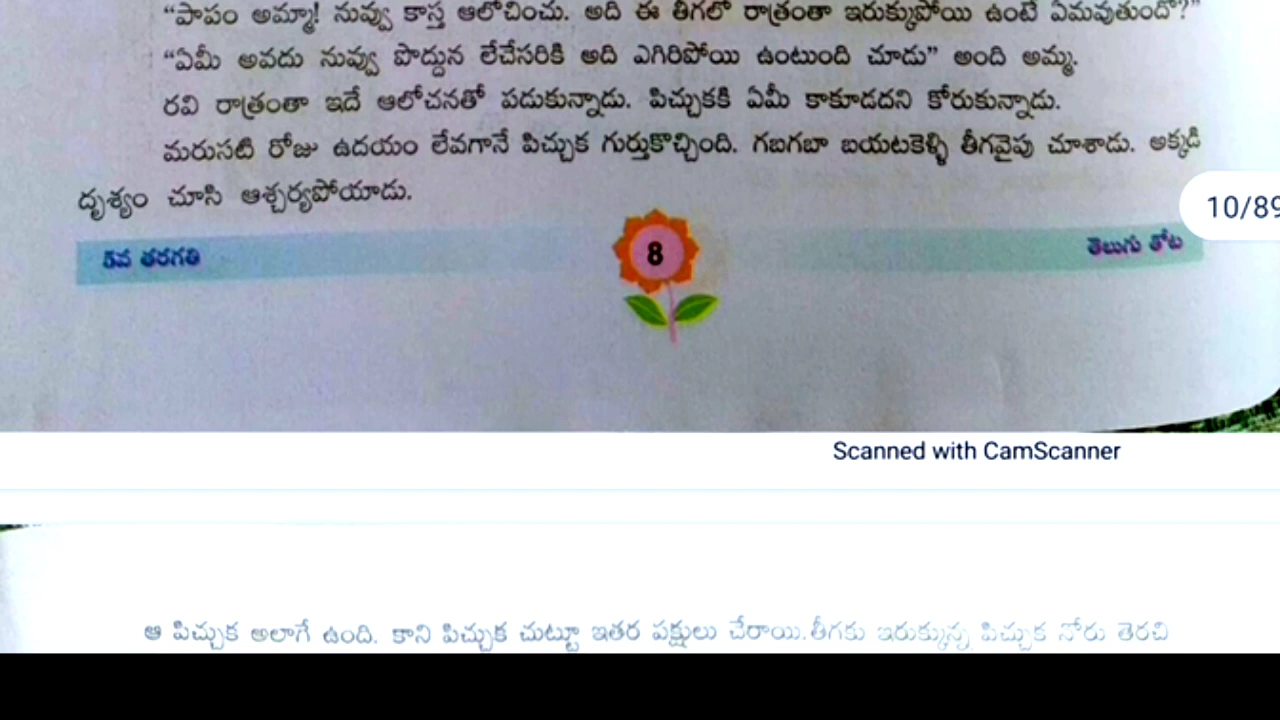 “పాపం అమ్మా! నువ్వు కాస్త ఆలోచించు. అది ఈ తీగలో రాత్రంతా ఇరుక్కుపోయి ఉంటే ఏమవుతుందో?”
“ఏమీ అవదు నువ్వు పొద్దున లేచేసరికి అది ఎగిరిపోయి ఉంటుంది చూడు” అంది అమ్మ.
రవి రాత్రంతా ఇదే ఆలోచనతో పడుకున్నాడు. పిచ్చుకకి ఏమీ కాకూడదని కోరుకున్నాడు.
మరుసటి రోజు ఉదయం లేవగానే పిచ్చుక గుర్తుకొచ్చింది. గబగబా బయటకెళ్ళి తీగవైపు చూశాడు. అక్కడి
దృశ్యం చూసి ఆశ్చర్యపోయాడు.
10/89
5వ తరగతి
8
తెలుగు తోట
Scanned with CamScanner
ఆ పిచ్చుక అలాగే ఉంది. కాని పిచ్చుక చుట్టూ ఇతర పక్షులు చేరాయి.తీగకు ఇరుక్కున్న పిచ్చుక నోరు తెరచి